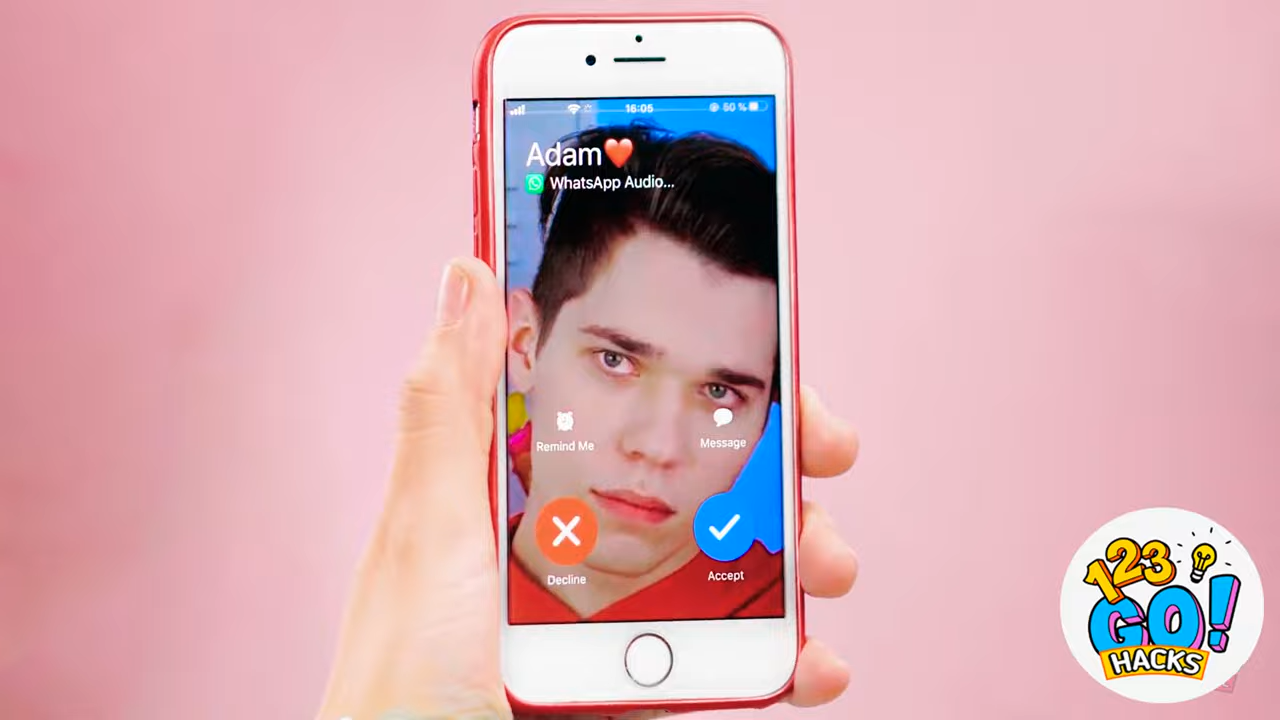 16:05
50 %
Adam❤️
WhatsApp Audio...
Remind Me
Message
Decline
Accept
123
GO!
HACKS